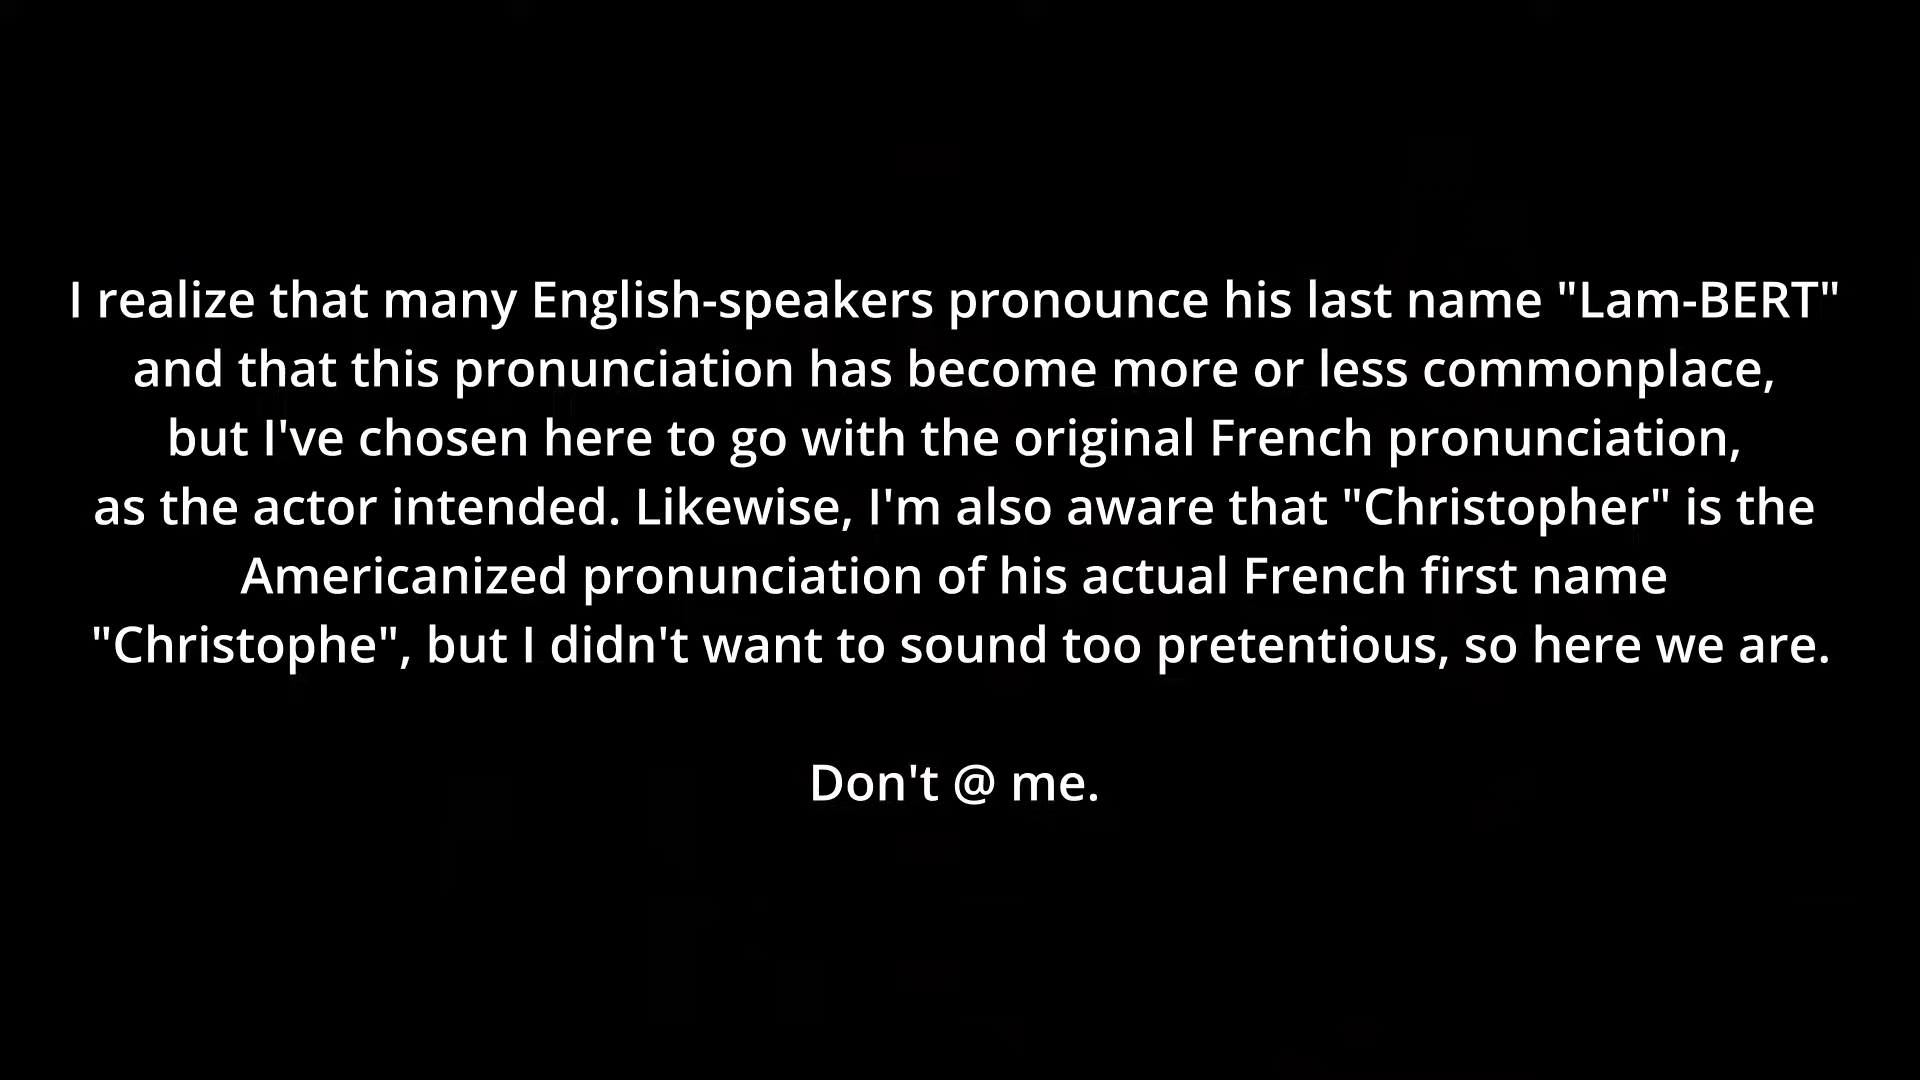 I realize that many English-speakers pronounce his last name "Lam-BERT"
and that this pronunciation has become more or less commonplace,
but I've chosen here to go with the original French pronunciation,
as the actor intended. Likewise, I'm also aware that "Christopher" is the
Americanized pronunciation of his actual French first name
"Christophe", but I didn't want to sound too pretentious, so here we are.
Don't @ me.